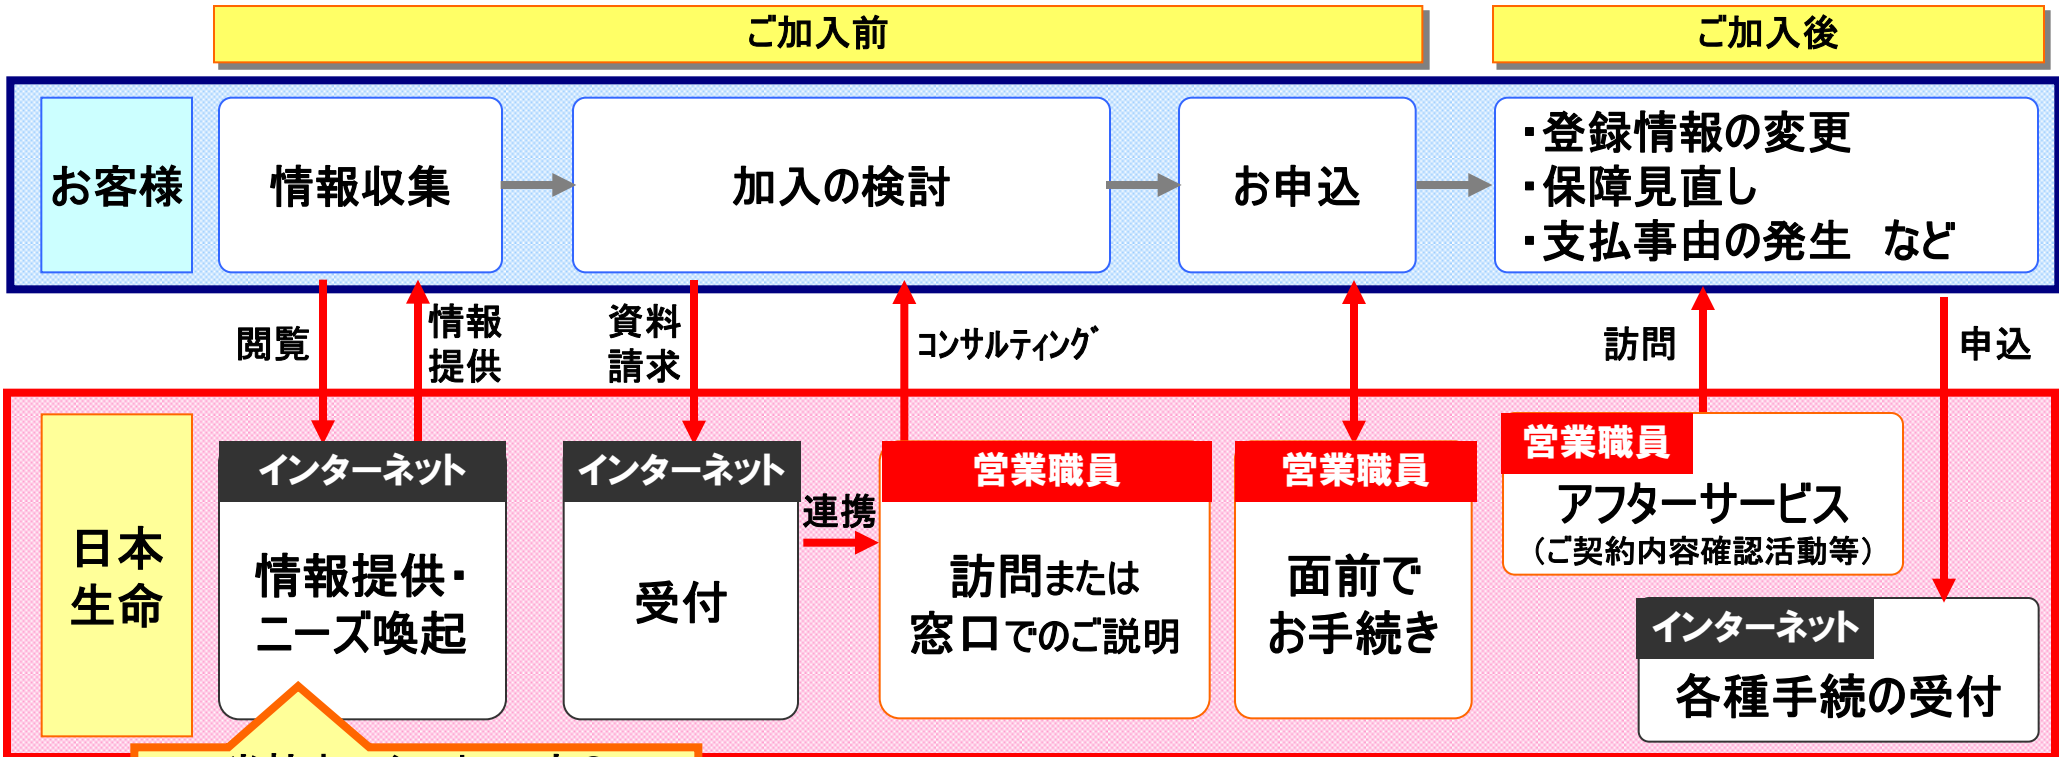 ご加入前
ご加入後
お客様
情報収集
加入の検討
お申込
・登録情報の変更
・保障見直し
・支払事由の発生　など
閲覧
情報
提供
資料
請求
コンサルティング
訪問
申込
日本
生命
インターネット
情報提供・
ニーズ喚起
インターネット
受付
連携
営業職員
訪問または
窓口でのご説明
営業職員
面前で
お手続き
営業職員
アフターサービス
（ご契約内容確認活動等）
インターネット
各種手続の受付